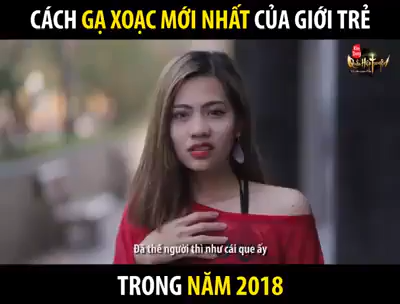 CÁCH GẠ XOẠC MỚI NHẤT CỦA GIỚI TRẺ
Đã thế người thì như cái que ấy
TRONG NĂM 2018